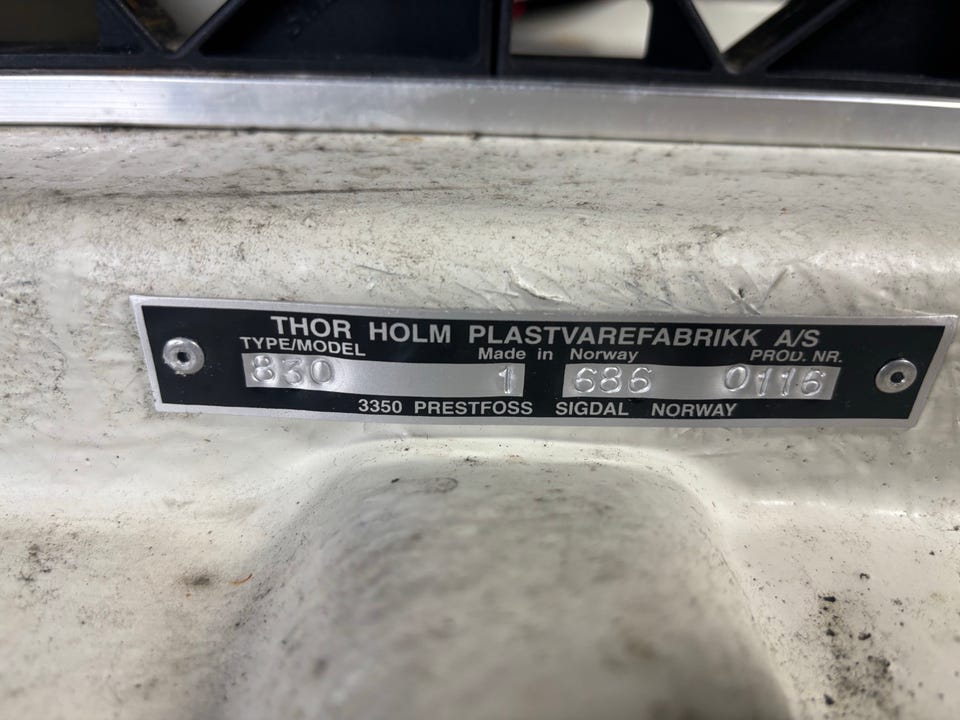 THOR HOLM PLASTVAREFABRIKK A/S
TYPE/MODEL Made in Norway PROD. NR.
830 1 686 0116
3350 PRESTFOSS SIGDAL NORWAY